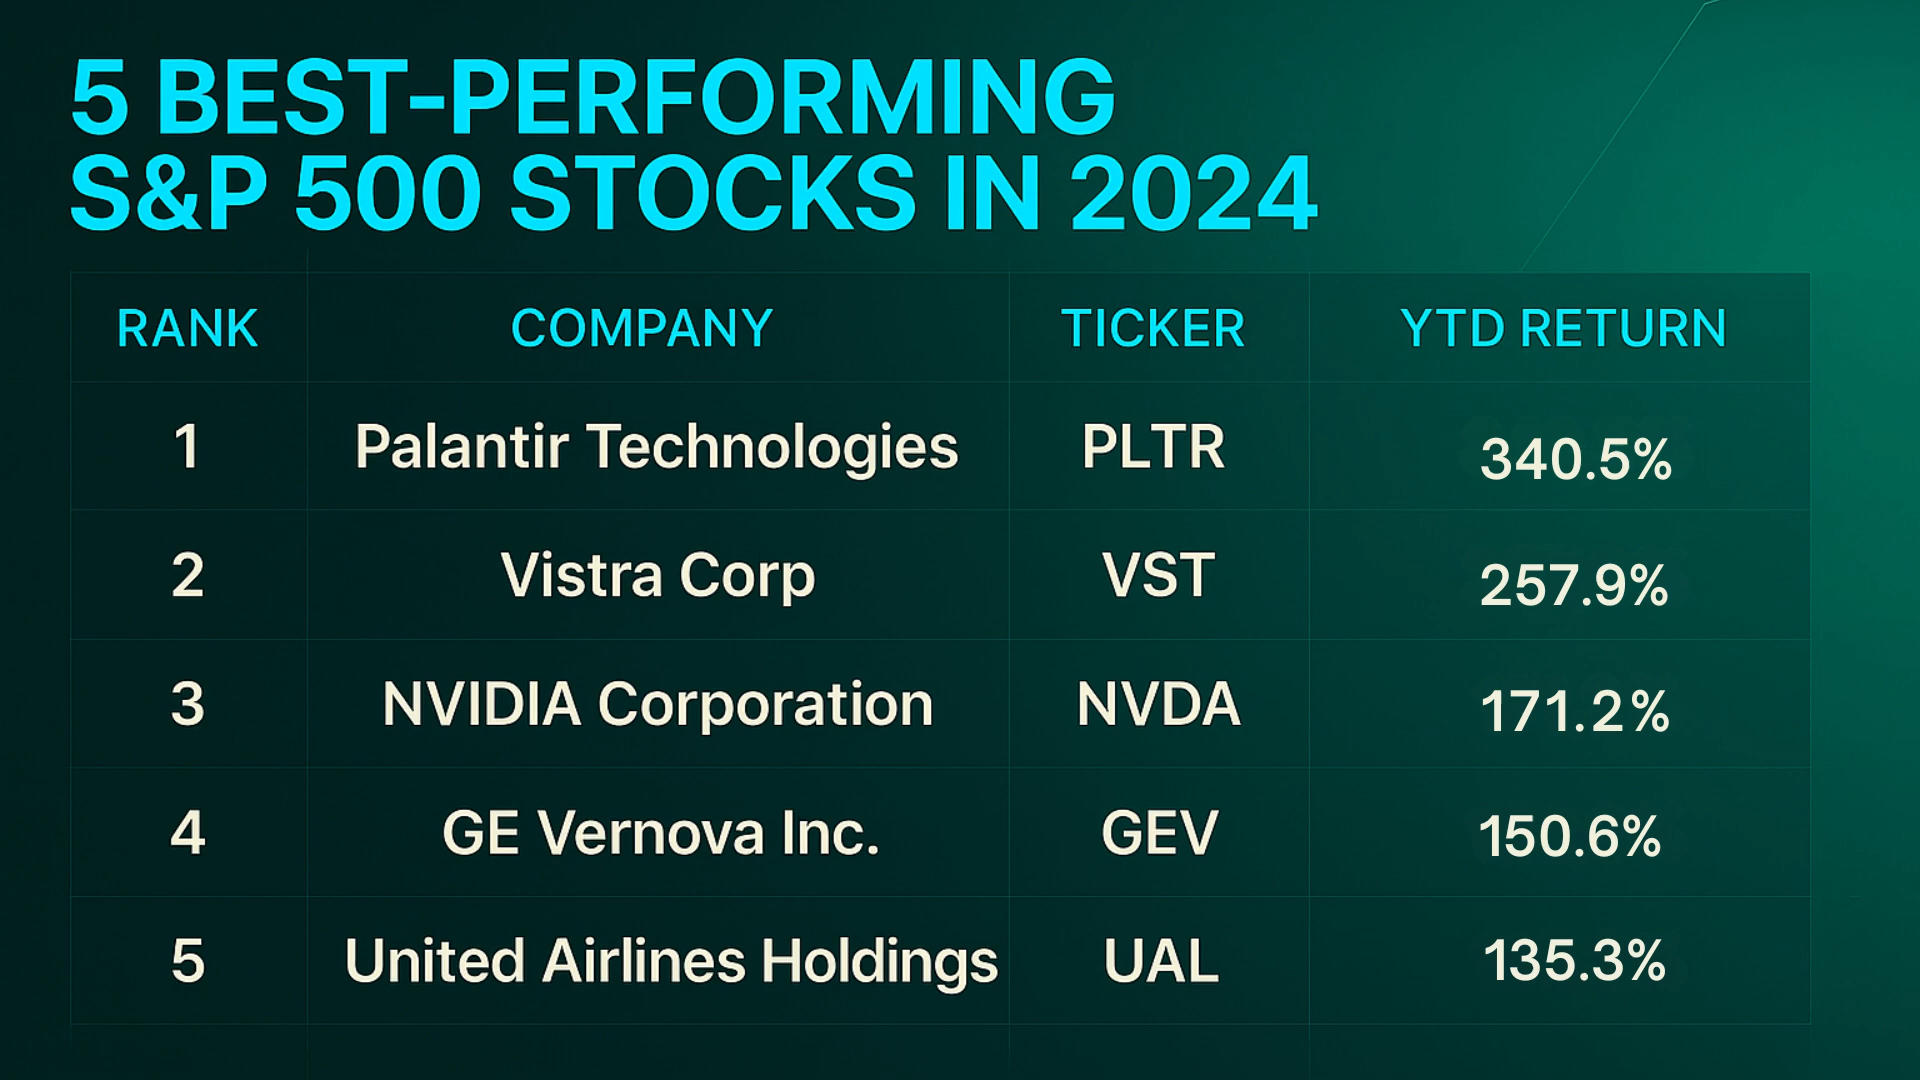 5 BEST-PERFORMING
S&P 500 STOCKS IN 2024
RANK COMPANY TICKER YTD RETURN
1 Palantir Technologies PLTR 340.5%
2 Vistra Corp VST 257.9%
3 NVIDIA Corporation NVDA 171.2%
4 GE Vernova Inc. GEV 150.6%
5 United Airlines Holdings UAL 135.3%